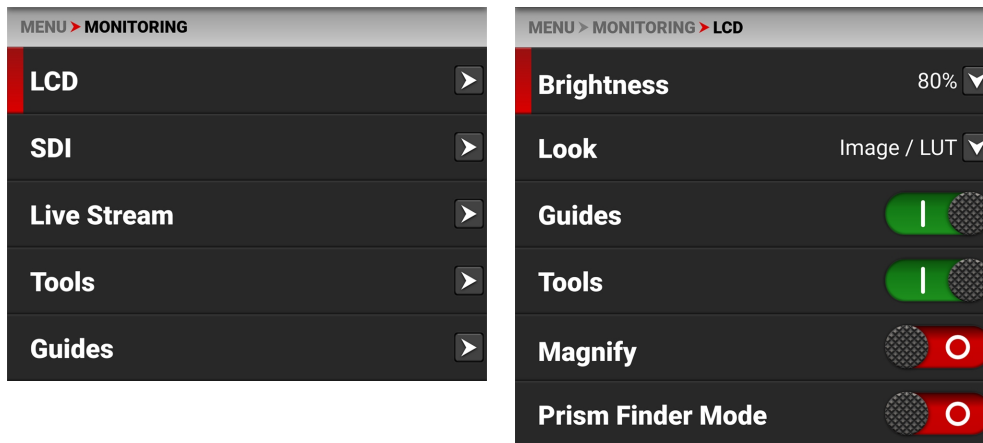 MENU > MONITORING
LCD
SDI
Live Stream
Tools
Guides
MENU > MONITORING > LCD
Brightness 80%
Look Image / LUT
Guides
Tools
Magnify
Prism Finder Mode